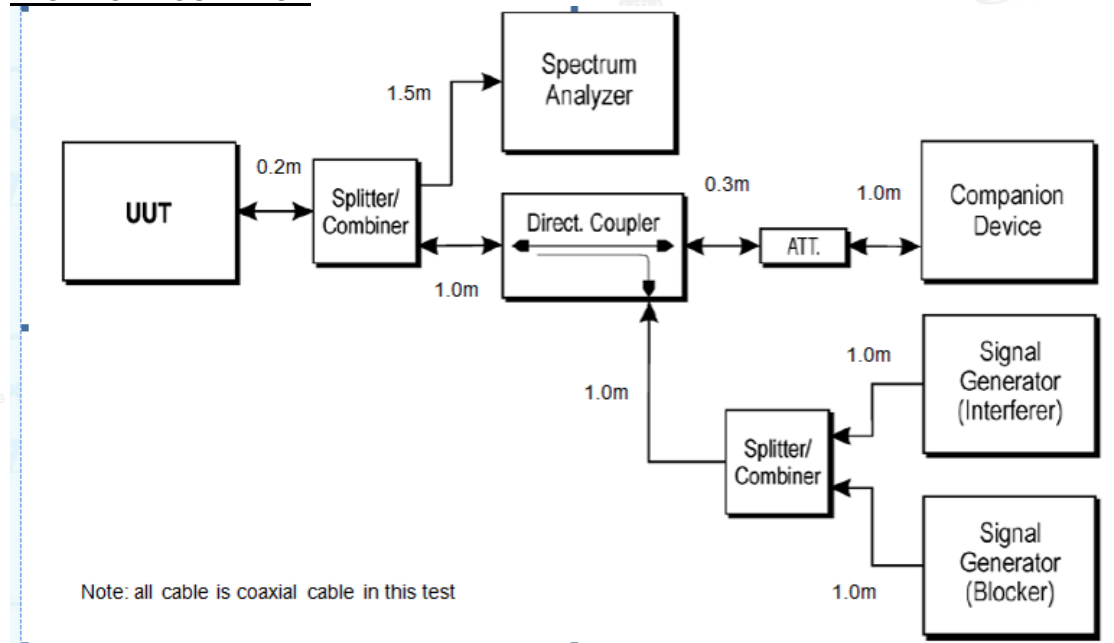 Spectrum
Analyzer
1.5m
0.2m
UUT
Splitter/
Combiner
Direct. Coupler
0.3m
ATT.
1.0m
Companion
Device
1.0m
1.0m
Signal
Generator
(Interferer)
1.0m
Splitter/
Combiner
Signal
Generator
(Blocker)
1.0m
Note: all cable is coaxial cable in this test